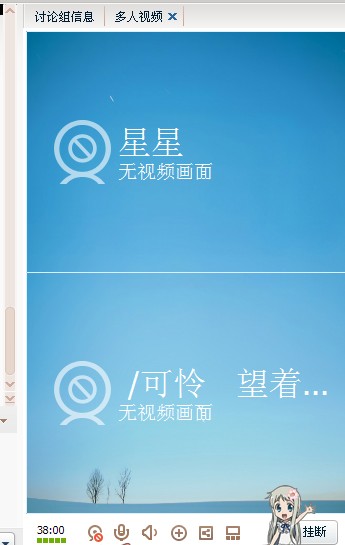 讨论组信息 多人视频
星星
无视频画面
/可怜 望着...
无视频画面
38:00 挂断